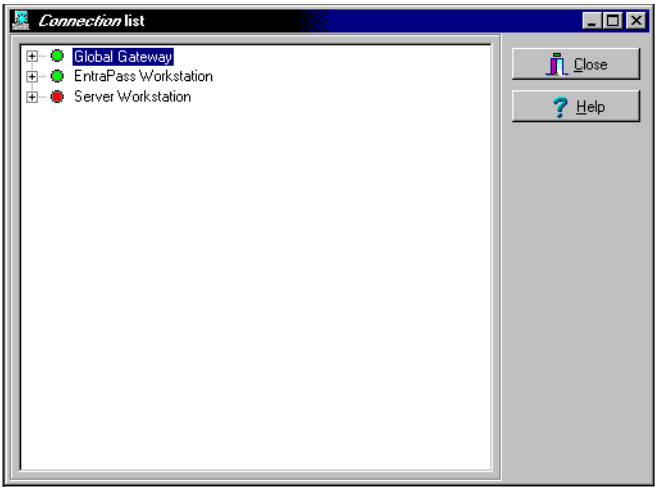 Connection list
Global Gateway
EntraPass Workstation
Server Workstation
Close
Help